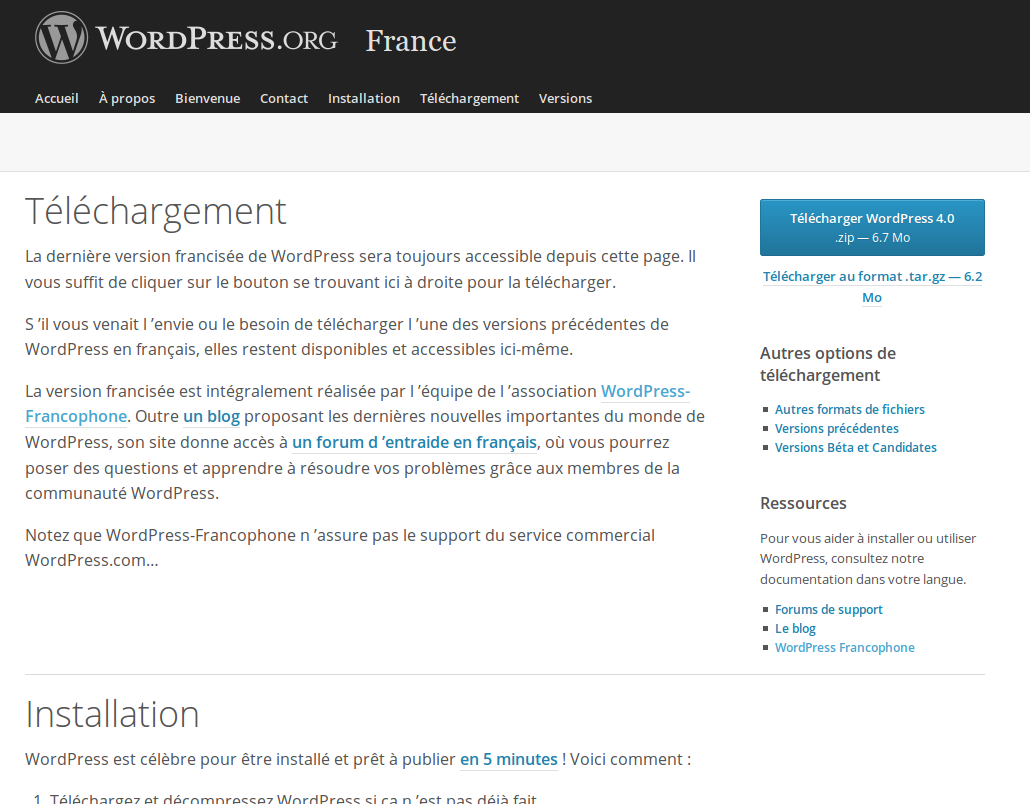 WORDPRESS.ORG France
Accueil À propos Bienvenue Contact Installation Téléchargement Versions
Téléchargement
La dernière version francisée de WordPress sera toujours accessible depuis cette page. Il
vous suffit de cliquer sur le bouton se trouvant ici à droite pour la télécharger.
S ’il vous venait l ’envie ou le besoin de télécharger l ’une des versions précédentes de
WordPress en français, elles restent disponibles et accessibles ici-même.
La version francisée est intégralement réalisée par l ’équipe de l ’association WordPress-
Francophone. Outre un blog proposant les dernières nouvelles importantes du monde de
WordPress, son site donne accès à un forum d ’entraide en français, où vous pourrez
poser des questions et apprendre à résoudre vos problèmes grâce aux membres de la
communauté WordPress.
Notez que WordPress-Francophone n ’assure pas le support du service commercial
WordPress.com…
Télécharger WordPress 4.0
.zip — 6.7 Mo
Télécharger au format .tar.gz — 6.2
Mo
Autres options de
téléchargement
Autres formats de fichiers
Versions précédentes
Versions Béta et Candidates
Ressources
Pour vous aider à installer ou utiliser
WordPress, consultez notre
documentation dans votre langue.
Forums de support
Le blog
WordPress Francophone
Installation
WordPress est célèbre pour être installé et prêt à publier en 5 minutes ! Voici comment :
1. Téléchargez et décompressez WordPress si ça n ’est pas déjà fait.